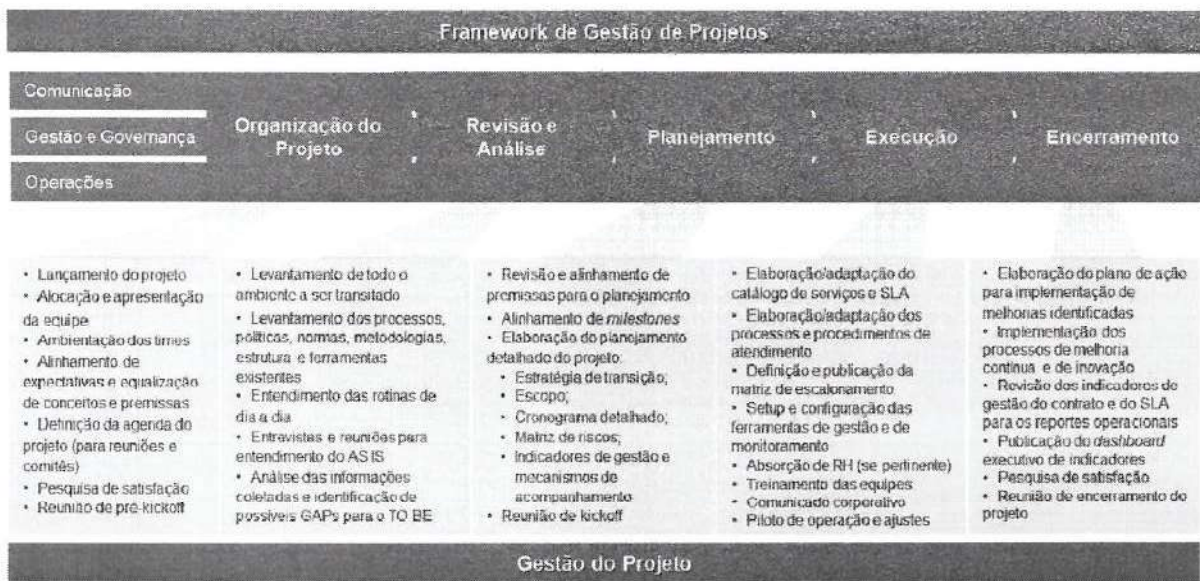 Framework de Gestão de Projetos
Comunicação
Gestão e Governança
Operações
Organização do
Projeto
Revisão e
Análise
Planejamento
Execução
Encerramento
• Lançamento do projeto
• Alocação e apresentação
da equipe
• Ambientação dos times
• Alinhamento de
expectativas e equalização
de conceitos e premissas
• Definição da agenda do
projeto (para reuniões e
comitês)
• Pesquisa de satisfação
• Reunião de pré-kickoff
• Levantamento de todo o
ambiente a ser transitado
• Levantamento dos processos,
políticas, normas, metodologias,
estrutura e ferramentas
existentes
• Entendimento das rotinas de
dia a dia
• Entrevistas e reuniões para
entendimento do AS IS
• Análise das informações
coletadas e identificação de
possíveis GAPs para o TO BE
• Revisão e alinhamento de
premissas para o planejamento
• Alinhamento de milestones
• Elaboração do planejamento
detalhado do projeto:
• Estratégia de transição;
• Escopo;
• Cronograma detalhado;
• Matriz de riscos;
• Indicadores de gestão e
mecanismos de
acompanhamento
• Reunião de kickoff
• Elaboração/adaptação do
catálogo de serviços e SLA
• Elaboração/adaptação dos
processos e procedimentos de
atendimento
• Definição e publicação da
matriz de escalonamento
• Setup e configuração das
ferramentas de gestão e de
monitoramento
• Absorção de RH (se pertinente)
• Treinamento das equipes
• Comunicado corporativo
• Piloto de operação e ajustes
• Elaboração do plano de ação
para implementação de
melhorias identificadas
• Implementação dos
processos de melhoria
contínua e de inovação
• Revisão dos indicadores de
gestão do contrato e do SLA
para os reportes operacionais
• Publicação do dashboard
executivo de indicadores
• Pesquisa de satisfação
• Reunião de encerramento do
projeto
Gestão do Projeto